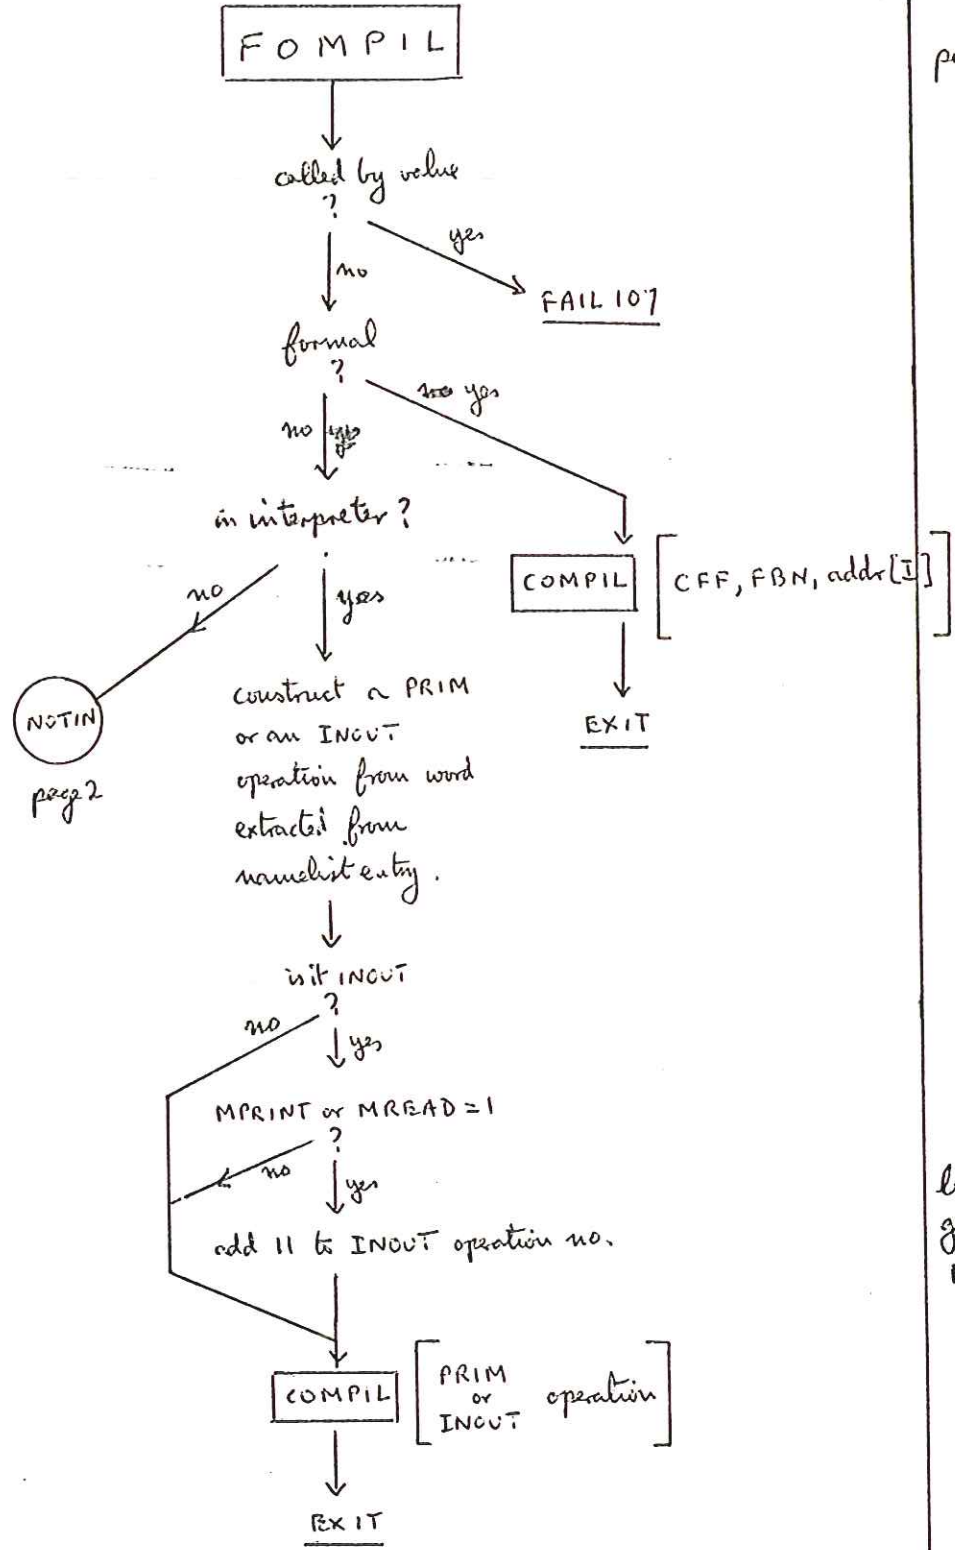 FOMPIL
called by value
?
yes
no
FAIL 107
formal
?
yes
no
in interpreter?
COMPIL [CFF, FBN, addr[I]]
no
yes
EXIT
NOTIN
page 2
construct a PRIM
or an INOUT
operation from word
extracted from
namelist entry.
is it INOUT
?
no
yes
MPRINT or MREAD = 1
?
no
yes
add 11 to INOUT operation no.
COMPIL
PRIM
or operation
INOUT
EXIT